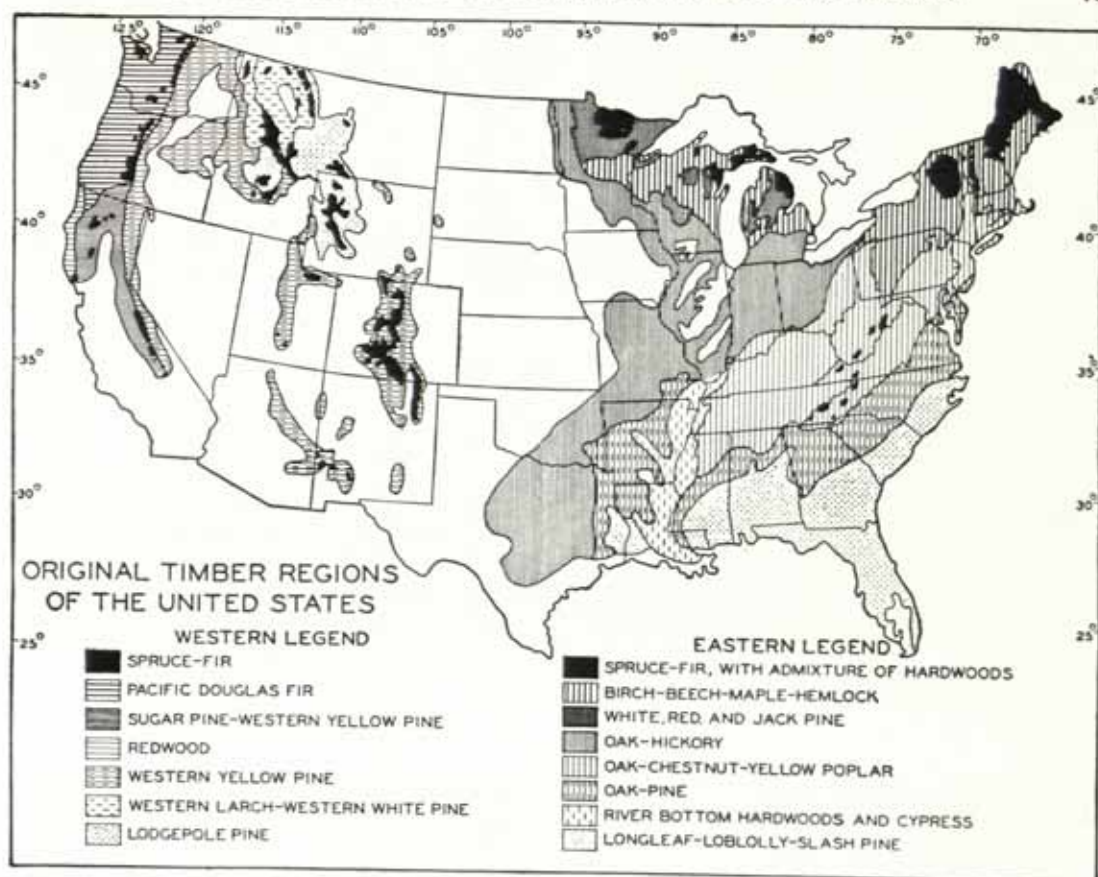 125° 120° 115° 110° 105° 100° 95° 90° 85° 80° 75° 70°
45° 45°
40° 40°
35° 35°
30° 30°
25° 25°
ORIGINAL TIMBER REGIONS
OF THE UNITED STATES
WESTERN LEGEND
SPRUCE-FIR
PACIFIC DOUGLAS FIR
SUGAR PINE-WESTERN YELLOW PINE
REDWOOD
WESTERN YELLOW PINE
WESTERN LARCH-WESTERN WHITE PINE
LODGEPOLE PINE
EASTERN LEGEND
SPRUCE-FIR, WITH ADMIXTURE OF HARDWOODS
BIRCH-BEECH-MAPLE-HEMLOCK
WHITE, RED, AND JACK PINE
OAK-HICKORY
OAK-CHESTNUT-YELLOW POPLAR
OAK-PINE
RIVER BOTTOM HARDWOODS AND CYPRESS
LONGLEAF-LOBLOLLY-SLASH PINE